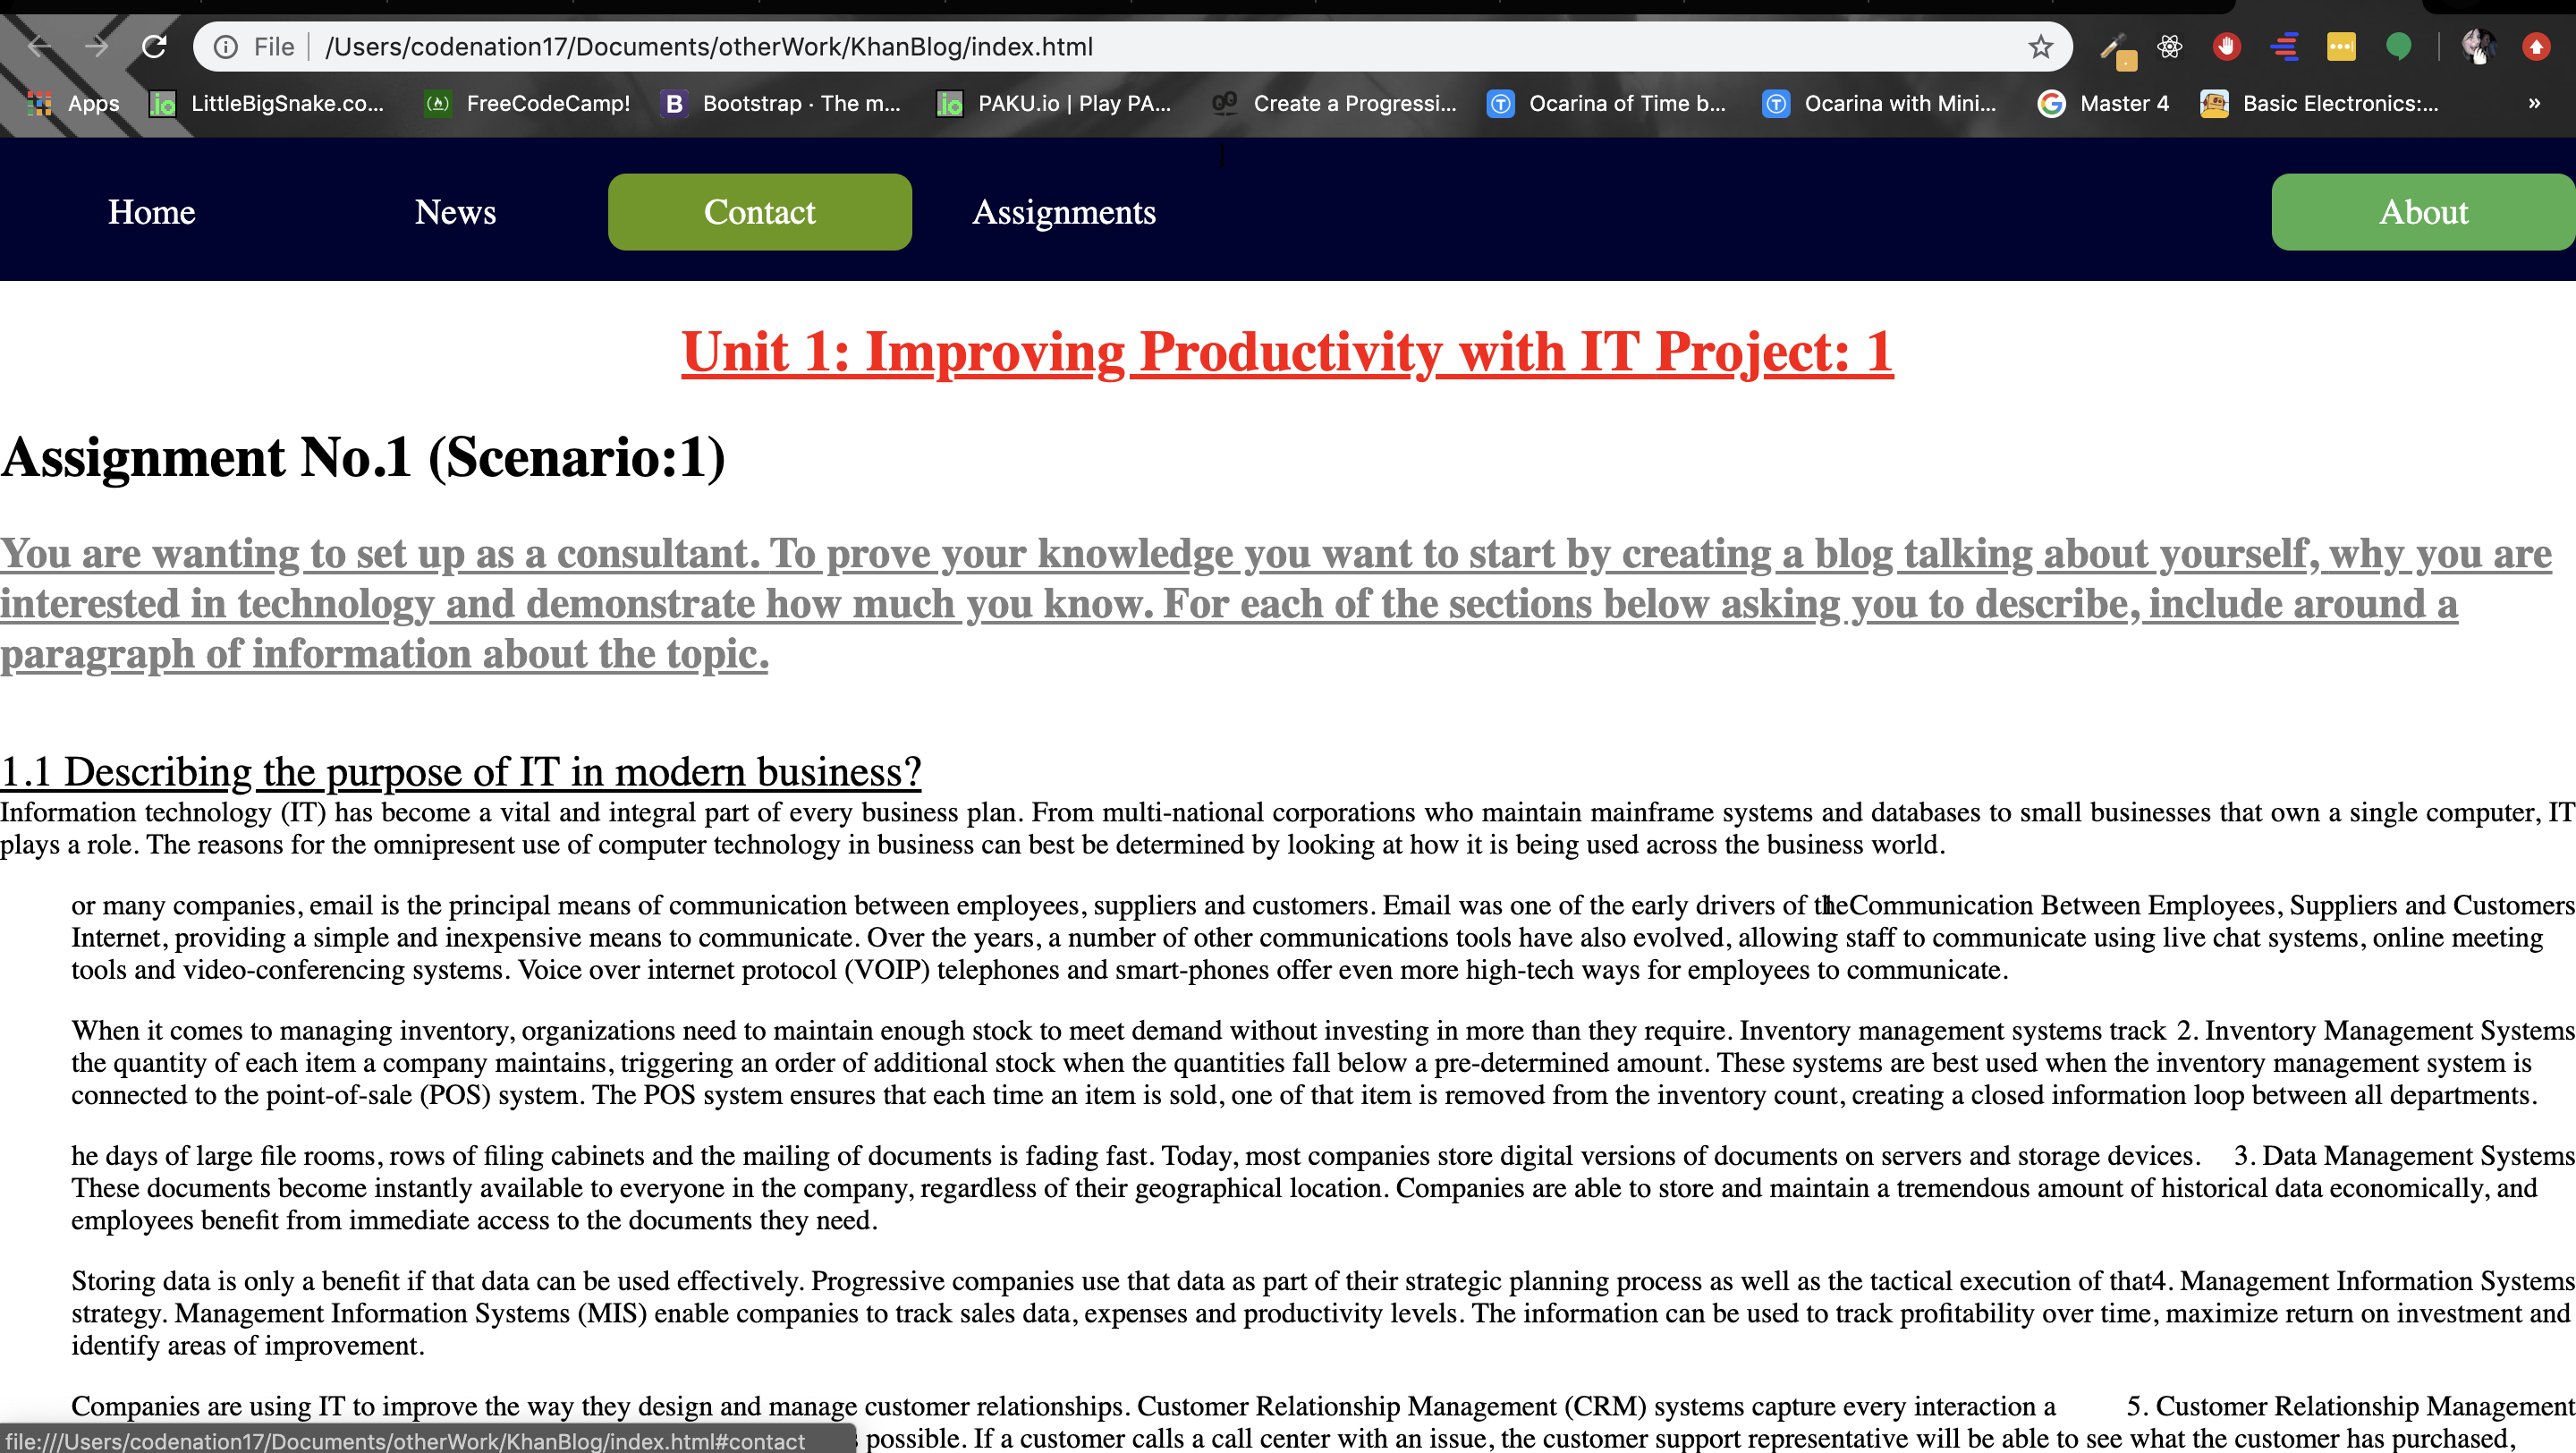 File /Users/codenation17/Documents/otherWork/KhanBlog/index.html
Apps LittleBigSnake.co... FreeCodeCamp! Bootstrap · The m... PAKU.io | Play PA... Create a Progressi... Ocarina of Time b... Ocarina with Mini... Master 4 Basic Electronics:... »
Home News Contact Assignments About
Unit 1: Improving Productivity with IT Project: 1
Assignment No.1 (Scenario:1)
You are wanting to set up as a consultant. To prove your knowledge you want to start by creating a blog talking about yourself, why you are
interested in technology and demonstrate how much you know. For each of the sections below asking you to describe, include around a
paragraph of information about the topic.
1.1 Describing the purpose of IT in modern business?
Information technology (IT) has become a vital and integral part of every business plan. From multi-national corporations who maintain mainframe systems and databases to small businesses that own a single computer, IT
plays a role. The reasons for the omnipresent use of computer technology in business can best be determined by looking at how it is being used across the business world.
or many companies, email is the principal means of communication between employees, suppliers and customers. Email was one of the early drivers of the Communication Between Employees, Suppliers and Customers
Internet, providing a simple and inexpensive means to communicate. Over the years, a number of other communications tools have also evolved, allowing staff to communicate using live chat systems, online meeting
tools and video-conferencing systems. Voice over internet protocol (VOIP) telephones and smart-phones offer even more high-tech ways for employees to communicate.
When it comes to managing inventory, organizations need to maintain enough stock to meet demand without investing in more than they require. Inventory management systems track 2. Inventory Management Systems
the quantity of each item a company maintains, triggering an order of additional stock when the quantities fall below a pre-determined amount. These systems are best used when the inventory management system is
connected to the point-of-sale (POS) system. The POS system ensures that each time an item is sold, one of that item is removed from the inventory count, creating a closed information loop between all departments.
he days of large file rooms, rows of filing cabinets and the mailing of documents is fading fast. Today, most companies store digital versions of documents on servers and storage devices. 3. Data Management Systems
These documents become instantly available to everyone in the company, regardless of their geographical location. Companies are able to store and maintain a tremendous amount of historical data economically, and
employees benefit from immediate access to the documents they need.
Storing data is only a benefit if that data can be used effectively. Progressive companies use that data as part of their strategic planning process as well as the tactical execution of that 4. Management Information Systems
strategy. Management Information Systems (MIS) enable companies to track sales data, expenses and productivity levels. The information can be used to track profitability over time, maximize return on investment and
identify areas of improvement.
Companies are using IT to improve the way they design and manage customer relationships. Customer Relationship Management (CRM) systems capture every interaction a 5. Customer Relationship Management
possible. If a customer calls a call center with an issue, the customer support representative will be able to see what the customer has purchased,
file:///Users/codenation17/Documents/otherWork/KhanBlog/index.html#contact